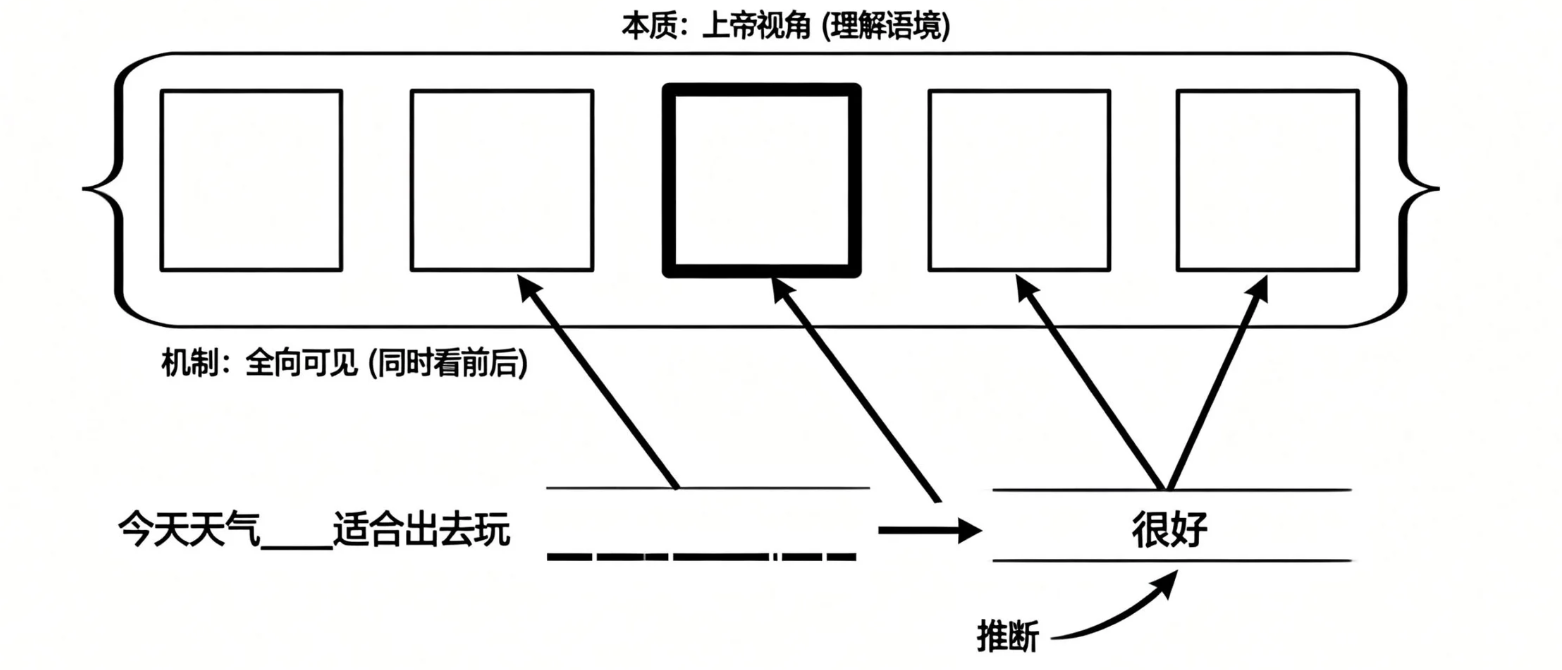 本质：上帝视角 (理解语境)
机制：全向可见 (同时看前后)
今天天气____适合出去玩
很好
推断